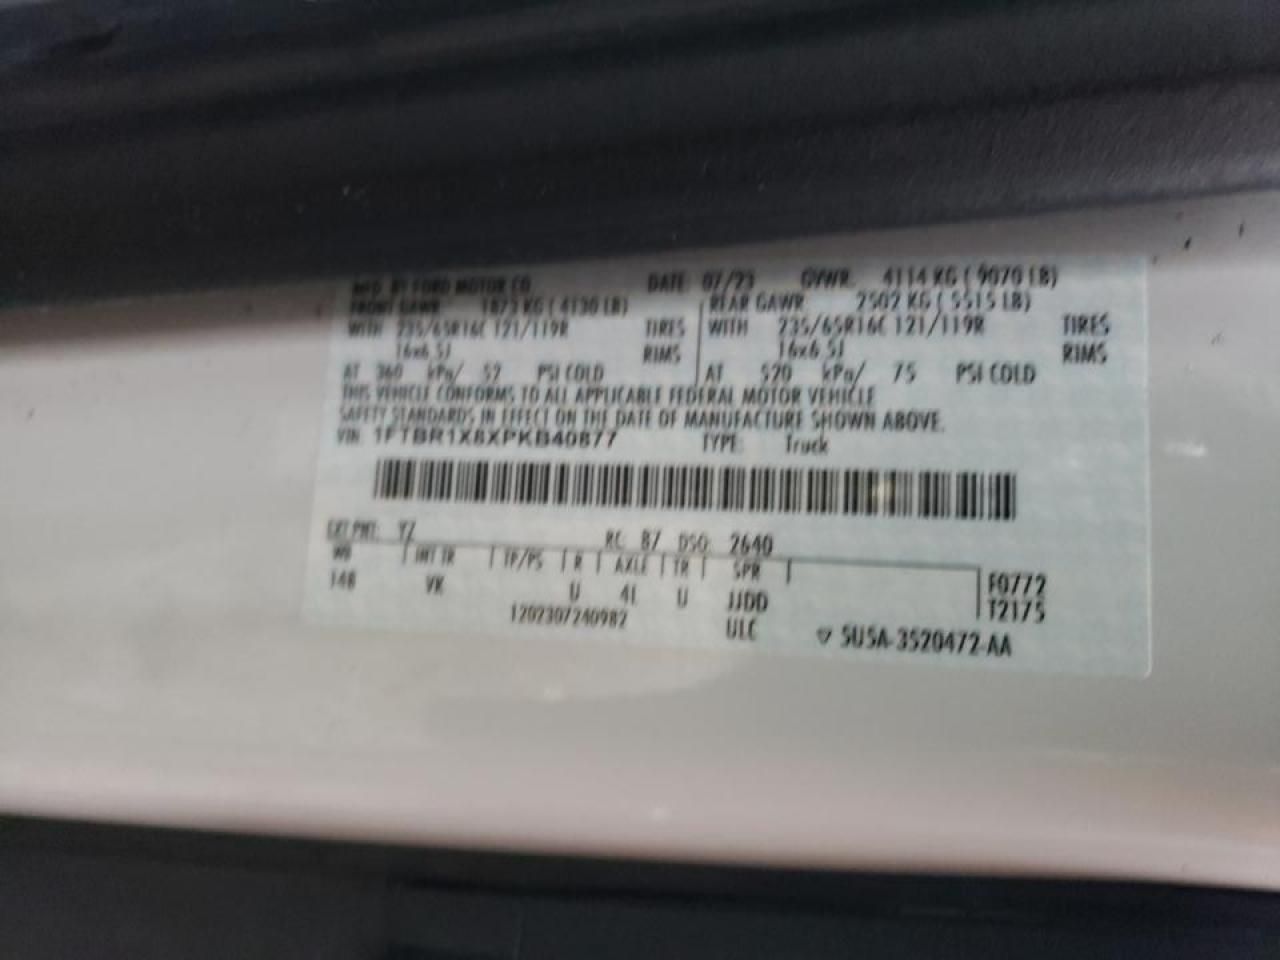 MFD. BY FORD MOTOR CO. DATE: 07/23 GVWR: 4114 KG ( 9070 LB)
FRONT GAWR: 1873 KG ( 4130 LB) REAR GAWR 2502 KG ( 5515 LB)
WITH 235/65R16C 121/119R TIRES WITH 235/65R16C 121/119R TIRES
16x6.5J RIMS 16x6.5J RIMS
AT 360 kPa/ 52 PSI COLD AT 520 kPa/ 75 PSI COLD
THIS VEHICLE CONFORMS TO ALL APPLICABLE FEDERAL MOTOR VEHICLE
SAFETY STANDARDS IN EFFECT ON THE DATE OF MANUFACTURE SHOWN ABOVE.
VIN: 1FTBR1X8XPKB40877 TYPE: Truck
EXT PNT: YZ RC: 87 DSO: 2640
WB INT TR TP/PS R AXLE TR SPR F0772
148 VK U 4L U JJDD T2175
1202307240982 ULC ▽ 5U5A-3520472-AA